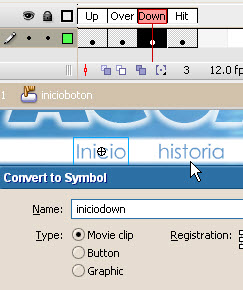 Up Over Down Hit
3 12.0 fp
1 inicioboton
Inicio historia
Convert to Symbol
Name: iniciodown
Type: Movie clip Registration:
Button
Graphic